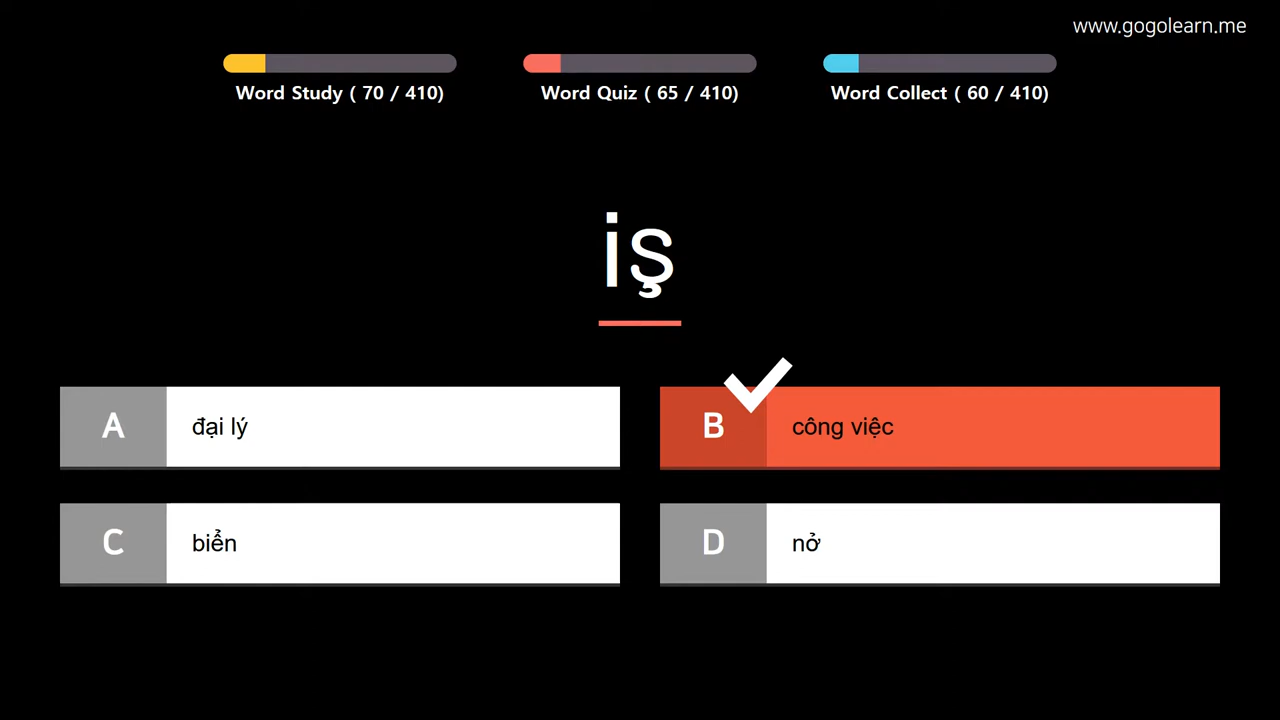 www.gogolearn.me
Word Study ( 70 / 410)
Word Quiz ( 65 / 410)
Word Collect ( 60 / 410)
iş
A đại lý
B công việc
C biển
D nở